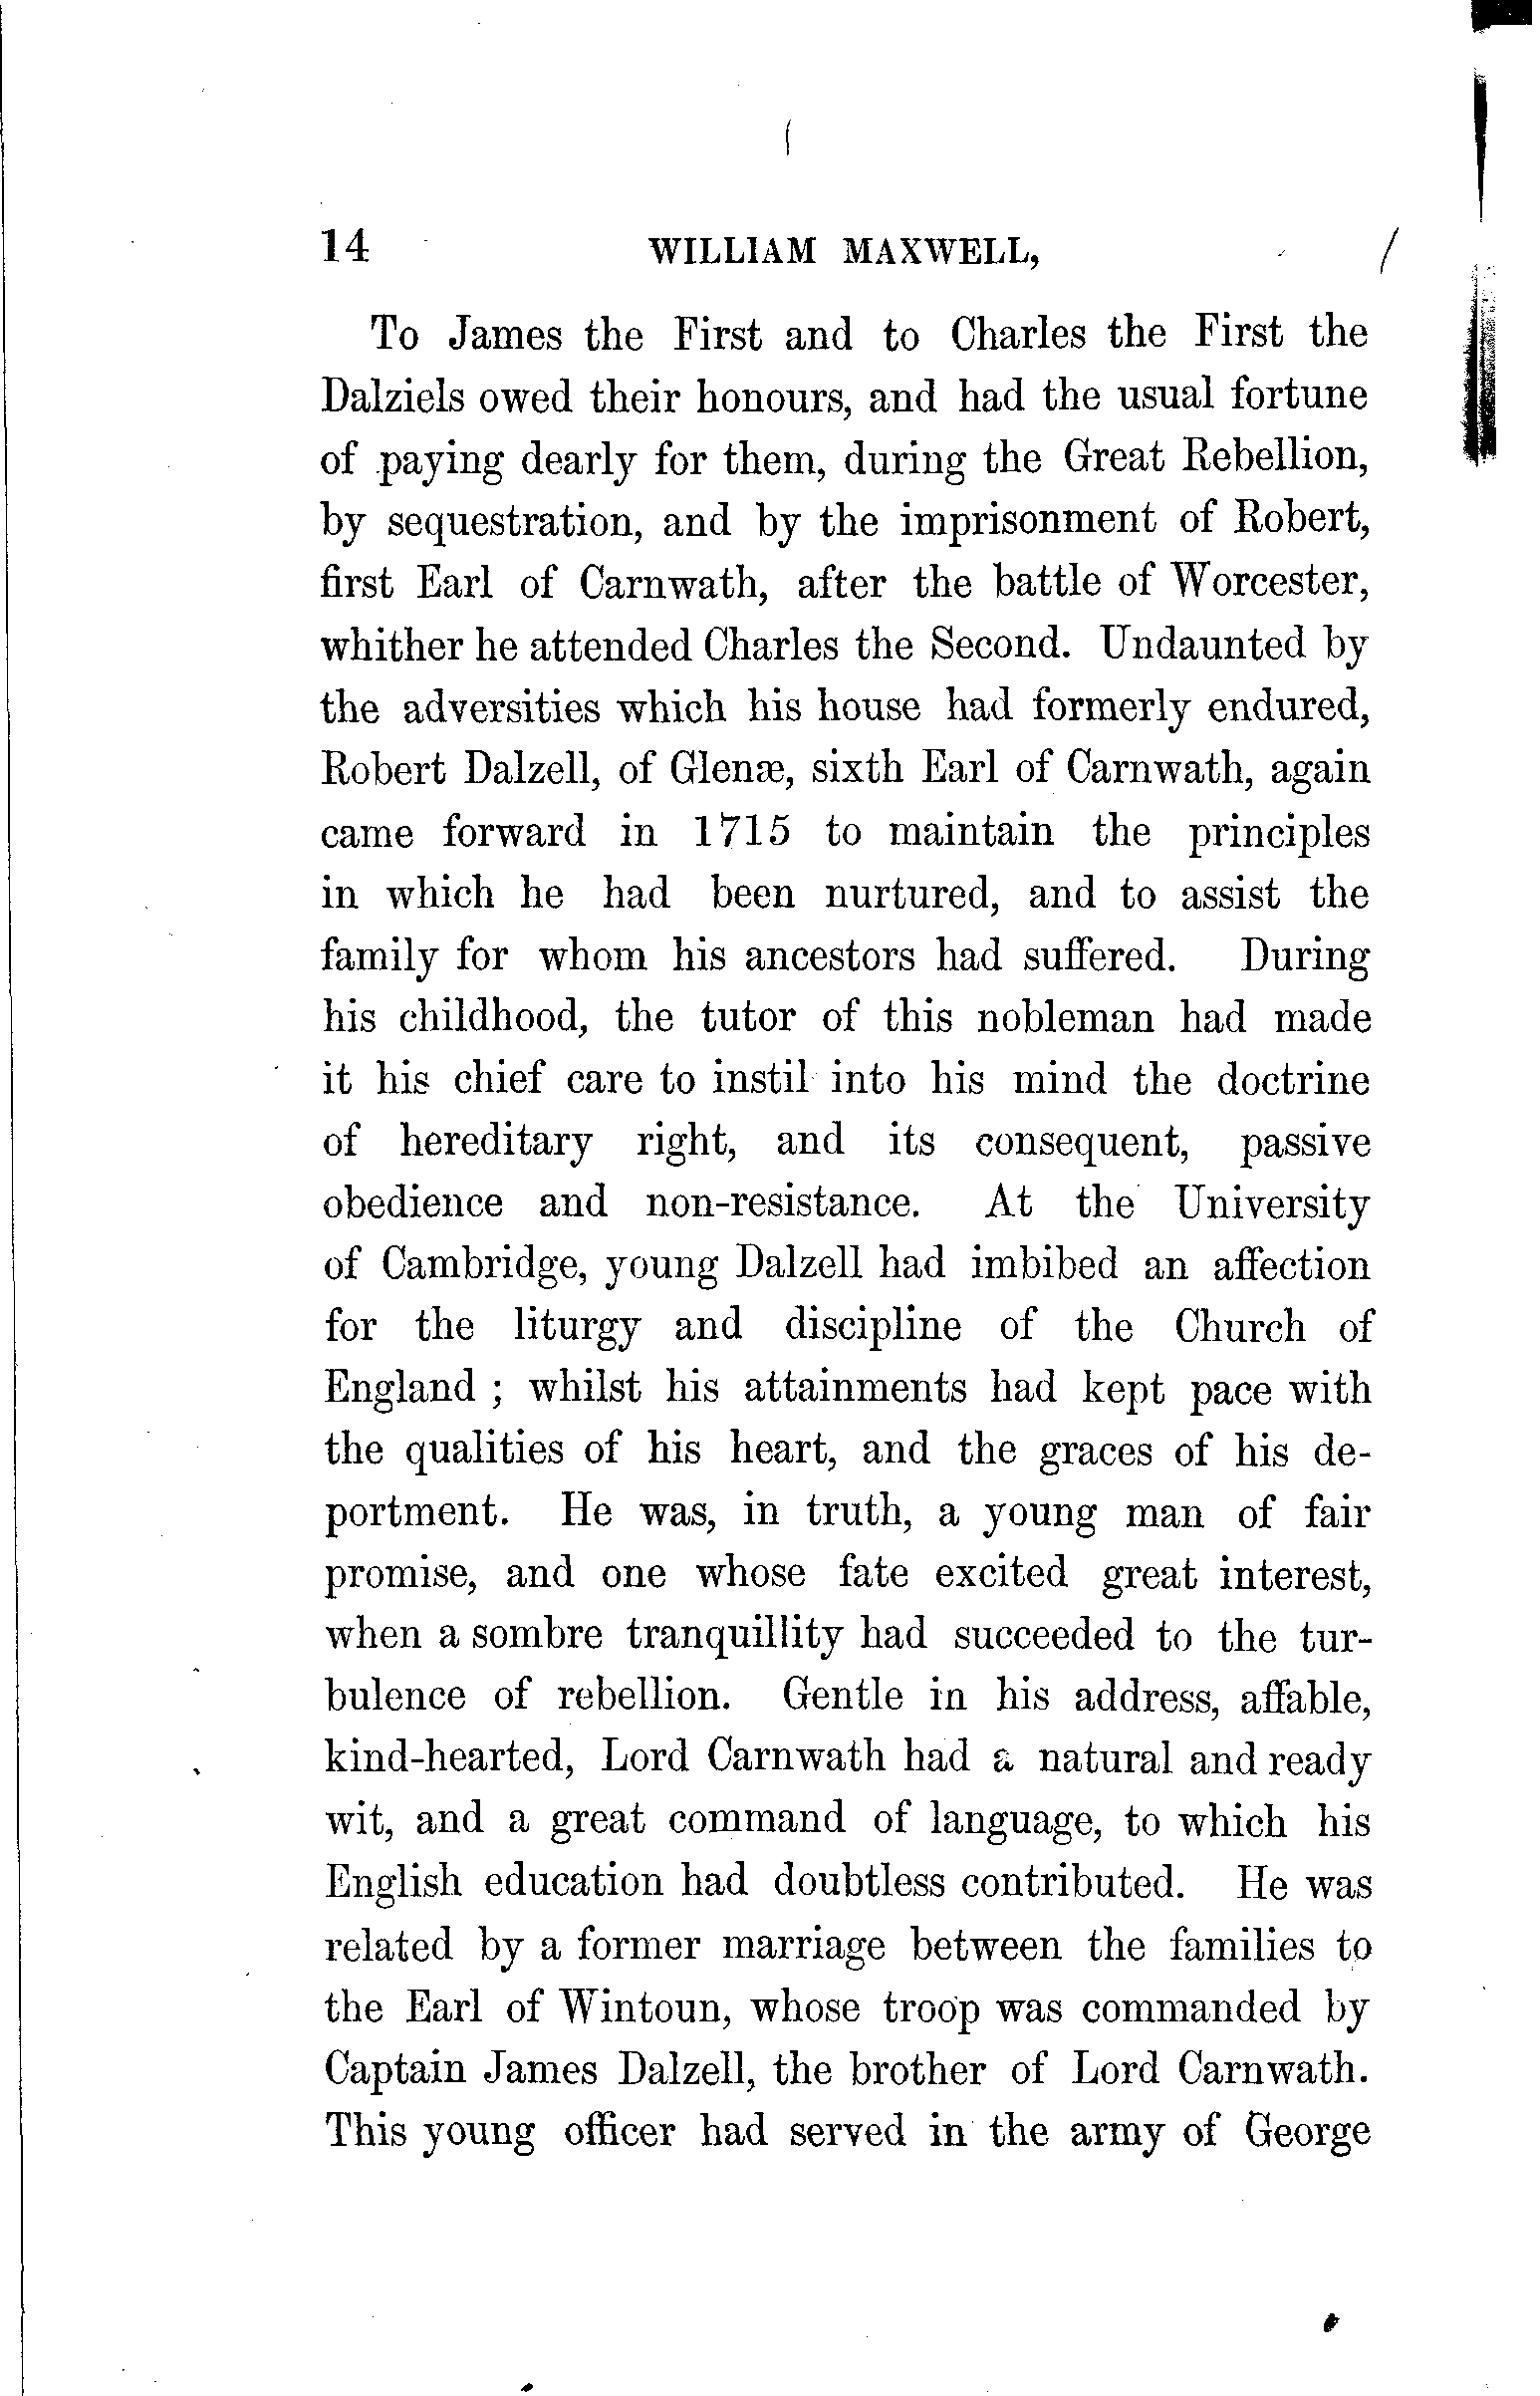 14 WILLIAM MAXWELL,
To James the First and to Charles the First the
Dalziels owed their honours, and had the usual fortune
of paying dearly for them, during the Great Rebellion,
by sequestration, and by the imprisonment of Robert,
first Earl of Carnwath, after the battle of Worcester,
whither he attended Charles the Second. Undaunted by
the adversities which his house had formerly endured,
Robert Dalzell, of Glenæ, sixth Earl of Carnwath, again
came forward in 1715 to maintain the principles
in which he had been nurtured, and to assist the
family for whom his ancestors had suffered. During
his childhood, the tutor of this nobleman had made
it his chief care to instil into his mind the doctrine
of hereditary right, and its consequent, passive
obedience and non-resistance. At the University
of Cambridge, young Dalzell had imbibed an affection
for the liturgy and discipline of the Church of
England ; whilst his attainments had kept pace with
the qualities of his heart, and the graces of his de-
portment. He was, in truth, a young man of fair
promise, and one whose fate excited great interest,
when a sombre tranquillity had succeeded to the tur-
bulence of rebellion. Gentle in his address, affable,
kind-hearted, Lord Carnwath had a natural and ready
wit, and a great command of language, to which his
English education had doubtless contributed. He was
related by a former marriage between the families to
the Earl of Wintoun, whose troop was commanded by
Captain James Dalzell, the brother of Lord Carnwath.
This young officer had served in the army of George